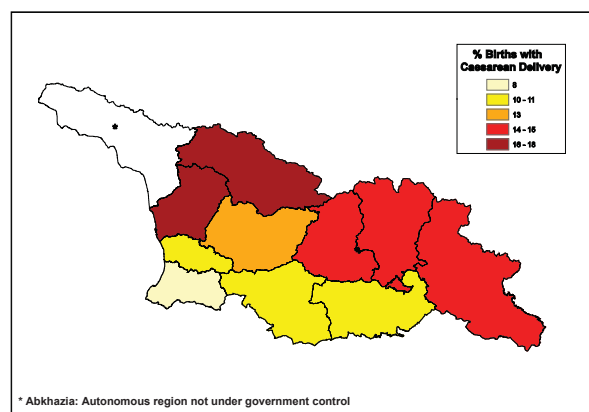 % Births with
Caesarean Delivery
8
10 - 11
13
14 - 15
16 - 18
*
* Abkhazia: Autonomous region not under government control